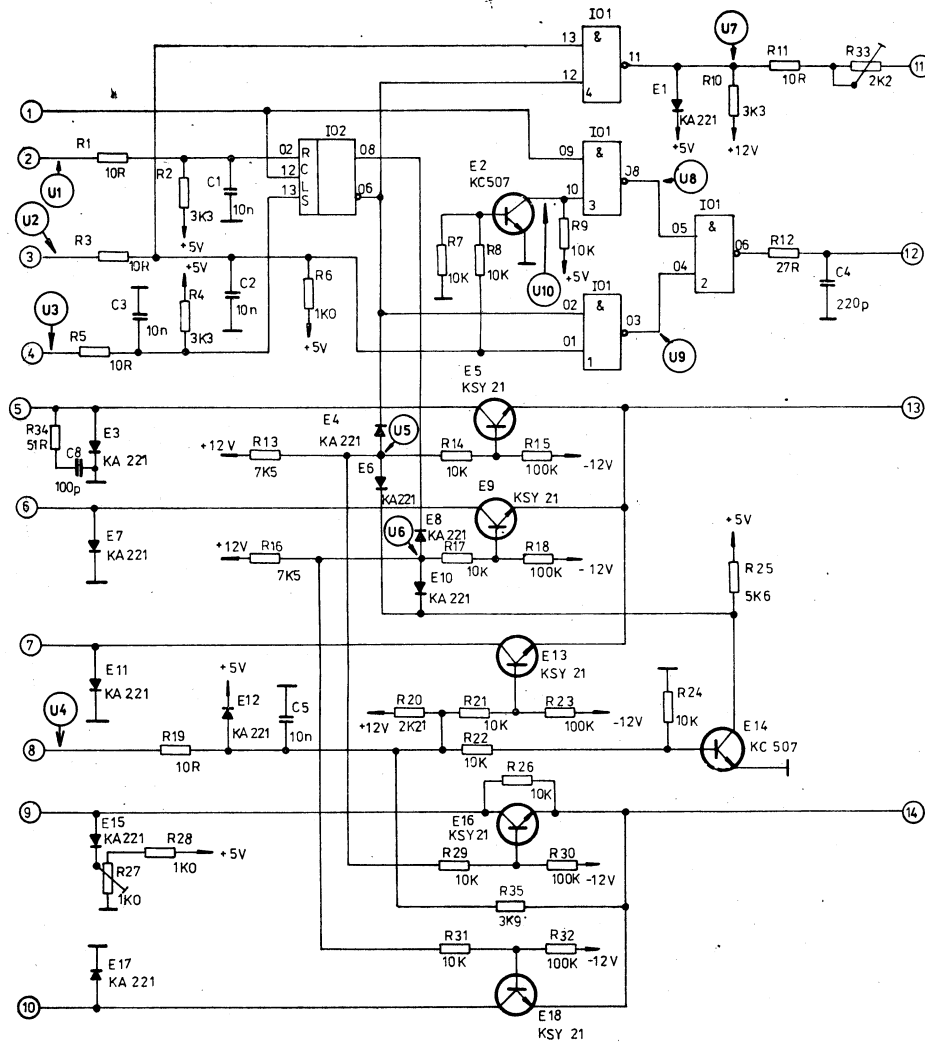 IO1
13
&
11
12
4
U7
R11
10R
R33
2K2
11
E1
KA221
+5V
R10
3K3
+12V
1
2
R1
10R
U1
R2
3K3
+5V
C1
10n
IO2
02
R
12
C
L
13
S
08
06
IO1
09
&
08
10
3
U8
E2
KC507
R7
10K
R8
10K
U10
R9
10K
+5V
IO1
05
&
06
04
2
R12
27R
12
C4
220p
U2
3
R3
10R
+5V
R4
3K3
C3
10n
C2
10n
R6
1K0
+5V
U3
4
R5
10R
IO1
02
&
03
01
1
U9
5
R34
51R
E3
KA 221
C8
100p
E5
KSY 21
13
E4
KA 221
U5
+12V
R13
7K5
R14
10K
R15
100K
-12V
E6
KA221
6
E7
KA 221
E9
KSY 21
U6
E8
KA221
+12V
R16
7K5
R17
10K
R18
100K
-12V
E10
KA221
+5V
R25
5K6
7
E11
KA 221
E13
KSY 21
U4
8
+5V
E12
KA 221
C5
10n
R19
10R
+12V
R20
2K21
R21
10K
R23
100K
-12V
R22
10K
R24
10K
E14
KC 507
9
R26
10K
E16
KSY21
14
E15
KA221
R28
1K0
+5V
R27
1K0
R29
10K
R30
100K
-12V
R35
3K9
R31
10K
R32
100K
-12V
E17
KA 221
10
E18
KSY 21